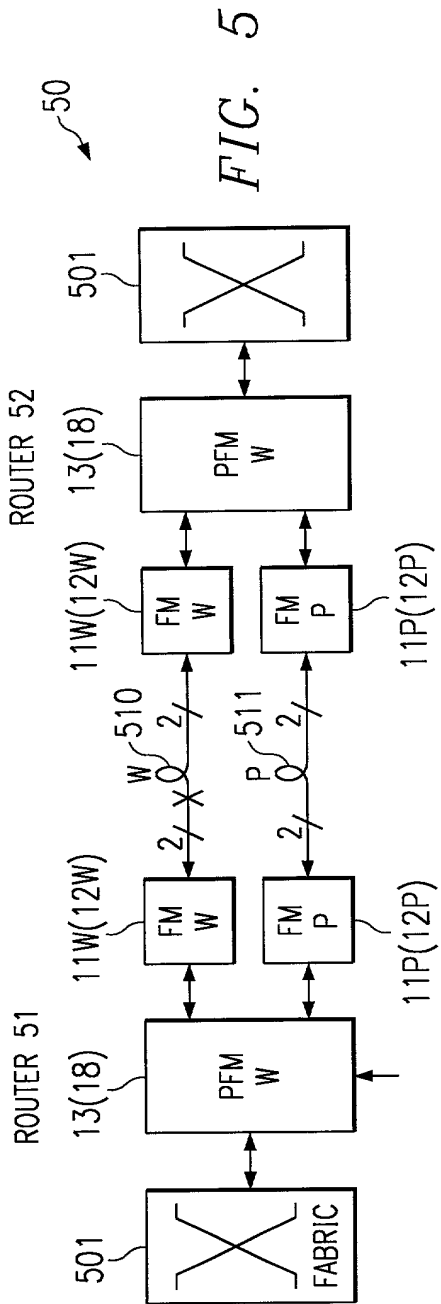 50
FIG. 5
ROUTER 51
ROUTER 52
501
13(18)
11W(12W)
11W(12W)
13(18)
501
FABRIC
PFM
W
FM
W
FM
W
PFM
W
W
510
2
2
FM
P
FM
P
P
511
2
2
11P(12P)
11P(12P)